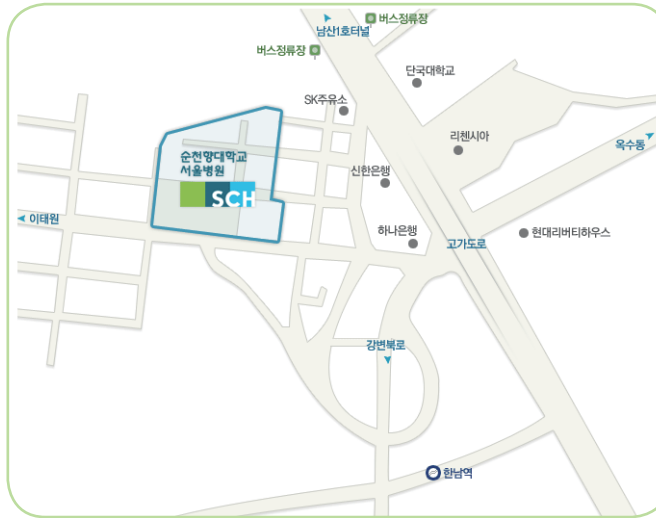 버스정류장
남산1호터널
버스정류장
단국대학교
SK주유소
리첸시아
옥수동
순천향대학교
서울병원
신한은행
SCH
이태원
하나은행
고가도로
현대리버티하우스
강변북로
한남역